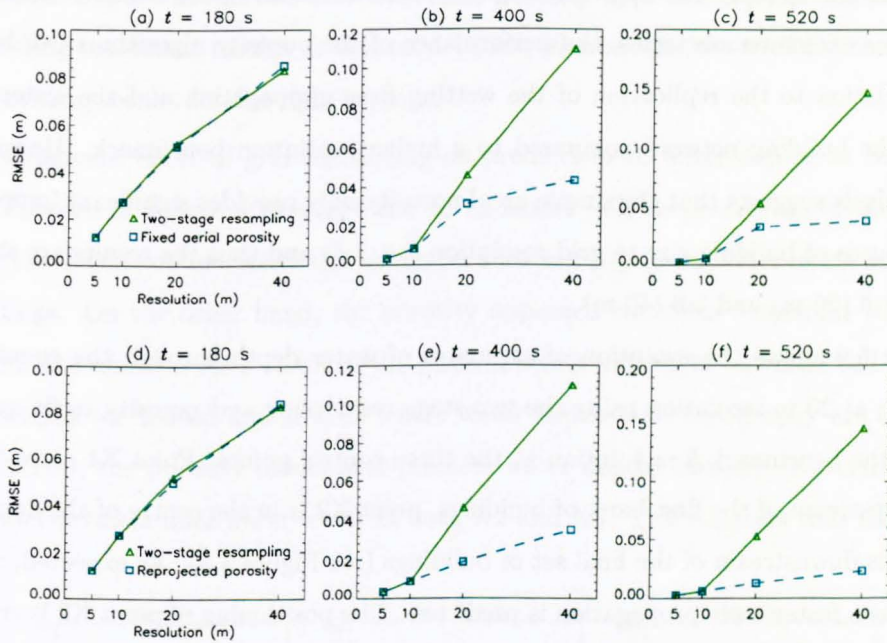 (a) t = 180 s
(b) t = 400 s
(c) t = 520 s
0.10
0.08
0.06
0.04
0.02
0.00
RMSE (m)
Two-stage resampling
Fixed aerial porosity
0 5 10 20 40
Resolution (m)
0.12
0.10
0.08
0.06
0.04
0.02
0.00
0 5 10 20 40
0.20
0.15
0.10
0.05
0.00
0 5 10 20 40
(d) t = 180 s
(e) t = 400 s
(f) t = 520 s
0.10
0.08
0.06
0.04
0.02
0.00
RMSE (m)
Two-stage resampling
Reprojected porosity
0 5 10 20 40
Resolution (m)
0.12
0.10
0.08
0.06
0.04
0.02
0.00
0 5 10 20 40
0.20
0.15
0.10
0.05
0.00
0 5 10 20 40